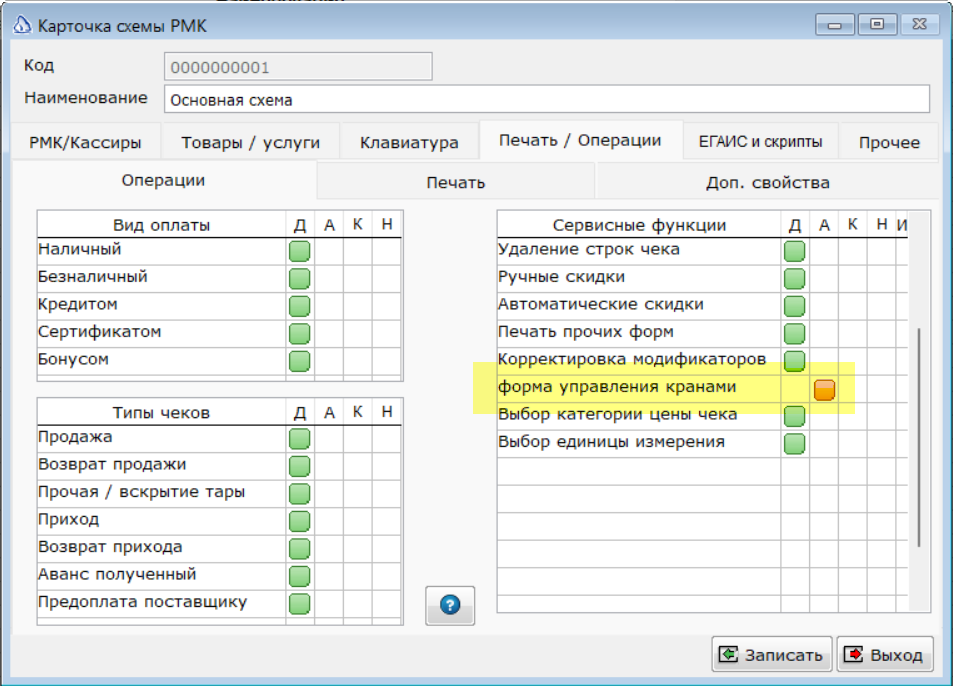 Карточка схемы РМК
Код 0000000001
Наименование Основная схема
РМК/Кассиры Товары / услуги Клавиатура Печать / Операции ЕГАИС и скрипты Прочее
Операции Печать Доп. свойства
Вид оплаты Д А К Н
Наличный
Безналичный
Кредитом
Сертификатом
Бонусом
Типы чеков Д А К Н
Продажа
Возврат продажи
Прочая / вскрытие тары
Приход
Возврат прихода
Аванс полученный
Предоплата поставщику
Сервисные функции Д А К Н И
Удаление строк чека
Ручные скидки
Автоматические скидки
Печать прочих форм
Корректировка модификаторов
форма управления кранами
Выбор категории цены чека
Выбор единицы измерения
?
Записать Выход